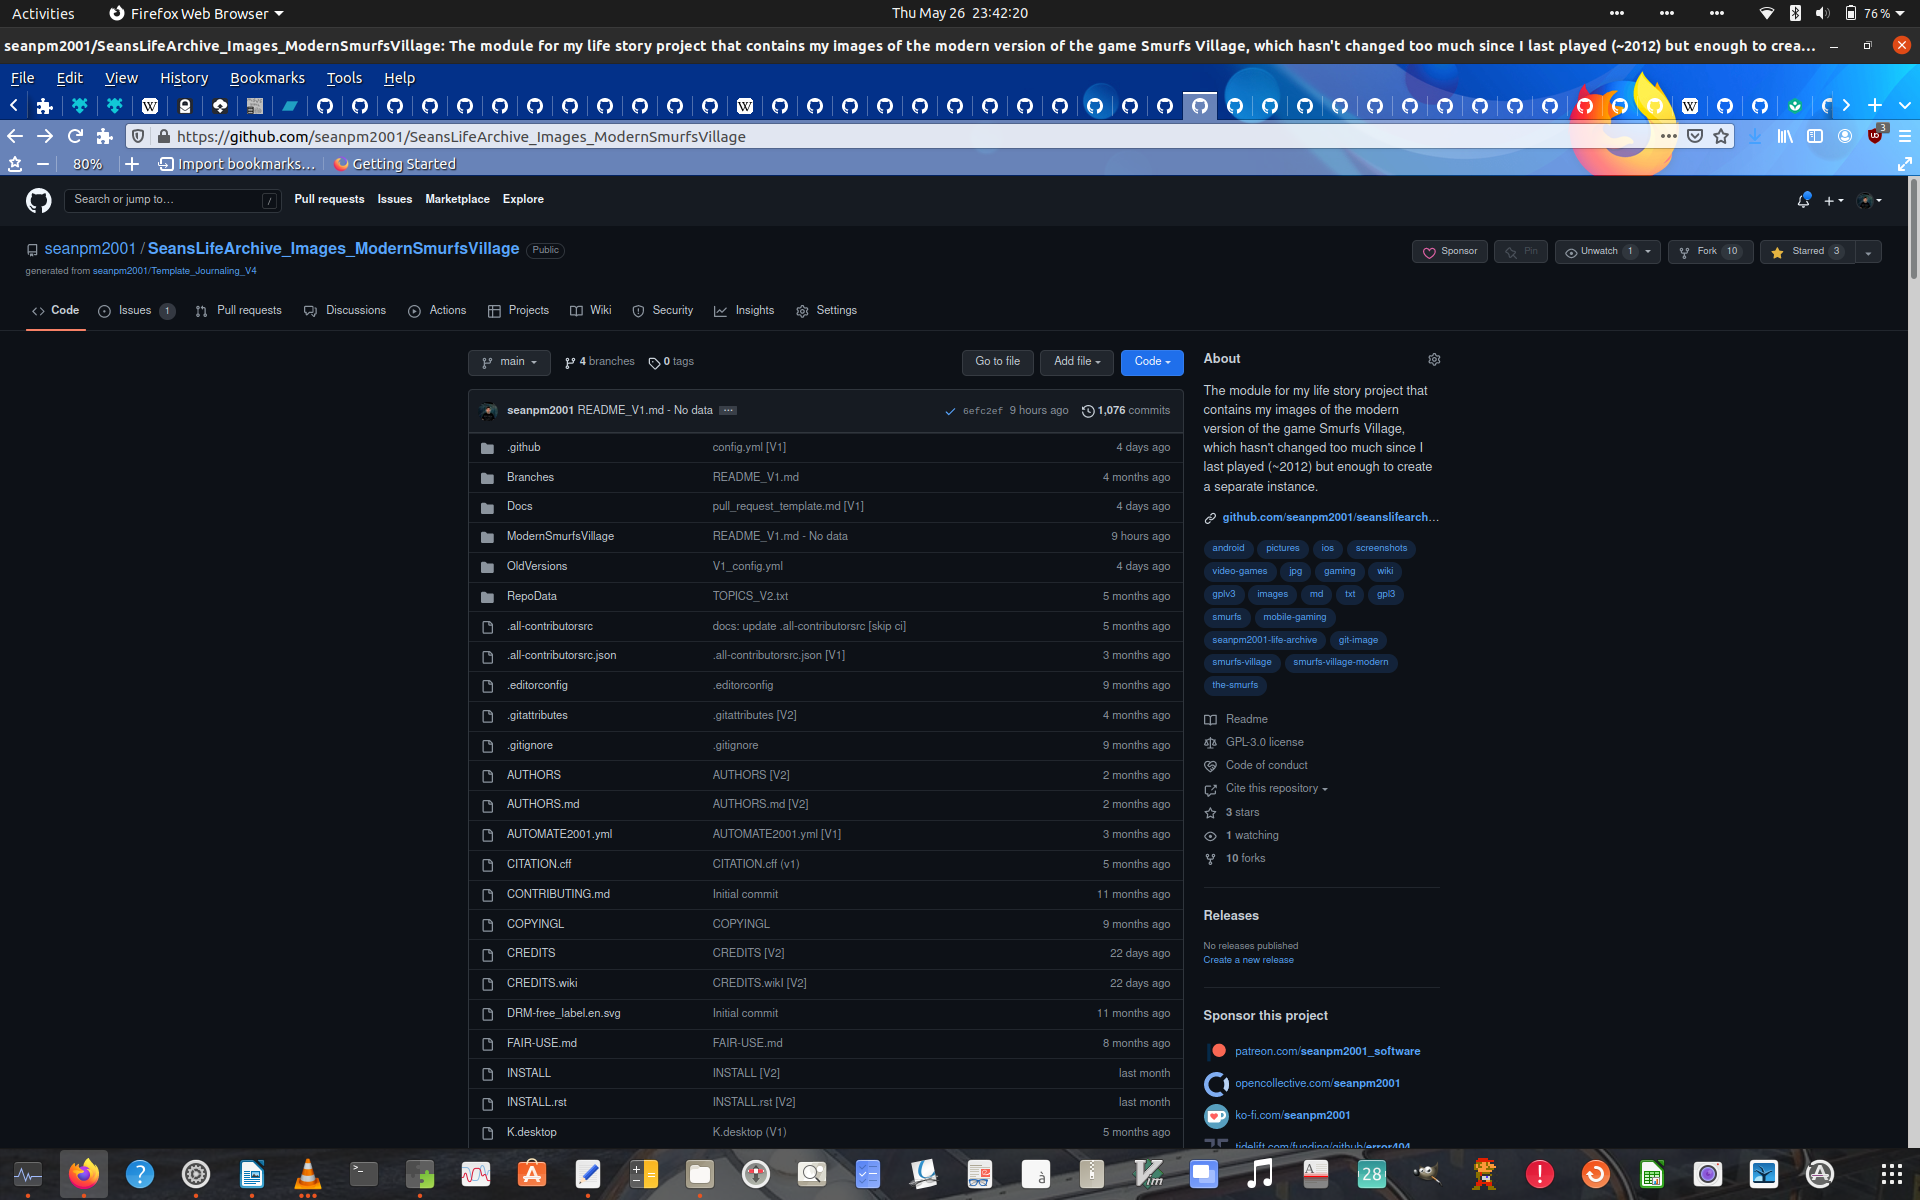 Activities
Firefox Web Browser
Thu May 26 23:42:20
76 %
seanpm2001/SeansLifeArchive_Images_ModernSmurfsVillage: The module for my life story project that contains my images of the modern version of the game Smurfs Village, which hasn't changed too much since I last played (~2012) but enough to crea…
File Edit View History Bookmarks Tools Help
https://github.com/seanpm2001/SeansLifeArchive_Images_ModernSmurfsVillage
3
80%
Import bookmarks…
Getting Started
Search or jump to…
/
Pull requests Issues Marketplace Explore
seanpm2001 / SeansLifeArchive_Images_ModernSmurfsVillage Public
generated from seanpm2001/Template_Journaling_V4
Sponsor
Pin
Unwatch 1
Fork 10
Starred 3
Code
Issues 1
Pull requests
Discussions
Actions
Projects
Wiki
Security
Insights
Settings
main
4 branches
0 tags
Go to file
Add file
Code
seanpm2001 README_V1.md - No data
6efc2ef 9 hours ago 1,076 commits
.github config.yml [V1] 4 days ago
Branches README_V1.md 4 months ago
Docs pull_request_template.md [V1] 4 days ago
ModernSmurfsVillage README_V1.md - No data 9 hours ago
OldVersions V1_config.yml 4 days ago
RepoData TOPICS_V2.txt 5 months ago
.all-contributorsrc docs: update .all-contributorsrc [skip ci] 5 months ago
.all-contributorsrc.json .all-contributorsrc.json [V1] 3 months ago
.editorconfig .editorconfig 9 months ago
.gitattributes .gitattributes [V2] 4 months ago
.gitignore .gitignore 9 months ago
AUTHORS AUTHORS [V2] 2 months ago
AUTHORS.md AUTHORS.md [V2] 2 months ago
AUTOMATE2001.yml AUTOMATE2001.yml [V1] 3 months ago
CITATION.cff CITATION.cff (v1) 5 months ago
CONTRIBUTING.md Initial commit 11 months ago
COPYINGL COPYINGL 9 months ago
CREDITS CREDITS [V2] 22 days ago
CREDITS.wiki CREDITS.wikI [V2] 22 days ago
DRM-free_label.en.svg Initial commit 11 months ago
FAIR-USE.md FAIR-USE.md 8 months ago
INSTALL INSTALL [V2] last month
INSTALL.rst INSTALL.rst [V2] last month
K.desktop K.desktop (V1) 5 months ago
About
The module for my life story project that
contains my images of the modern
version of the game Smurfs Village,
which hasn't changed too much since I
last played (~2012) but enough to create
a separate instance.
github.com/seanpm2001/seanslifearch…
android pictures ios screenshots
video-games jpg gaming wiki
gplv3 images md txt gpl3
smurfs mobile-gaming
seanpm2001-life-archive git-image
smurfs-village smurfs-village-modern
the-smurfs
Readme
GPL-3.0 license
Code of conduct
Cite this repository
3 stars
1 watching
10 forks
Releases
No releases published
Create a new release
Sponsor this project
patreon.com/seanpm2001_software
opencollective.com/seanpm2001
ko-fi.com/seanpm2001
tidelift.com/funding/github/error404
28